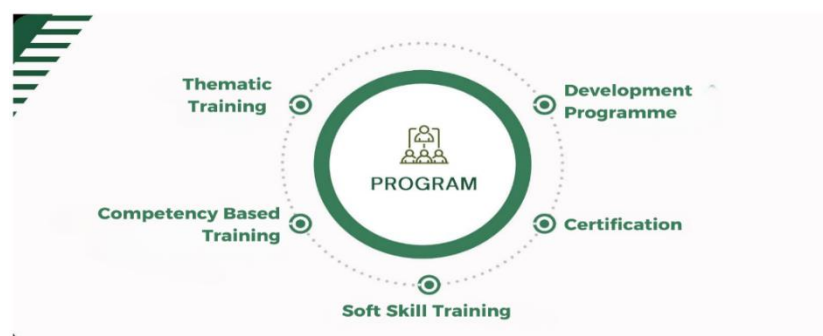 Thematic
Training
Development
Programme
PROGRAM
Competency Based
Training
Certification
Soft Skill Training